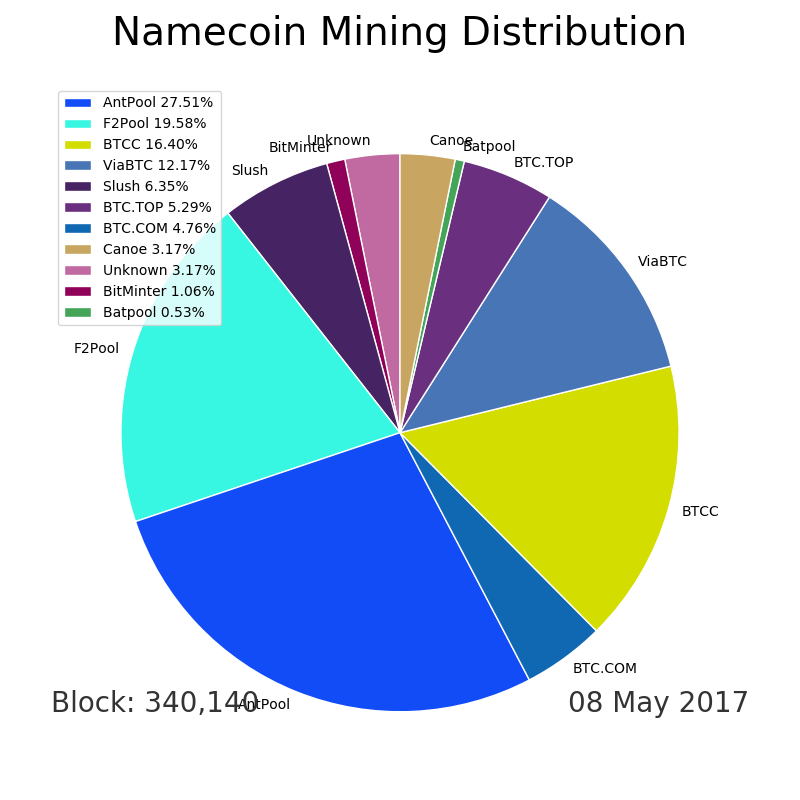 Namecoin Mining Distribution
AntPool 27.51%
F2Pool 19.58%
BTCC 16.40%
ViaBTC 12.17%
Slush 6.35%
BTC.TOP 5.29%
BTC.COM 4.76%
Canoe 3.17%
Unknown 3.17%
BitMinter 1.06%
Batpool 0.53%
Unknown
Canoe
BitMinter
Batpool
Slush
BTC.TOP
ViaBTC
F2Pool
BTCC
BTC.COM
AntPool
Block: 340,140
08 May 2017